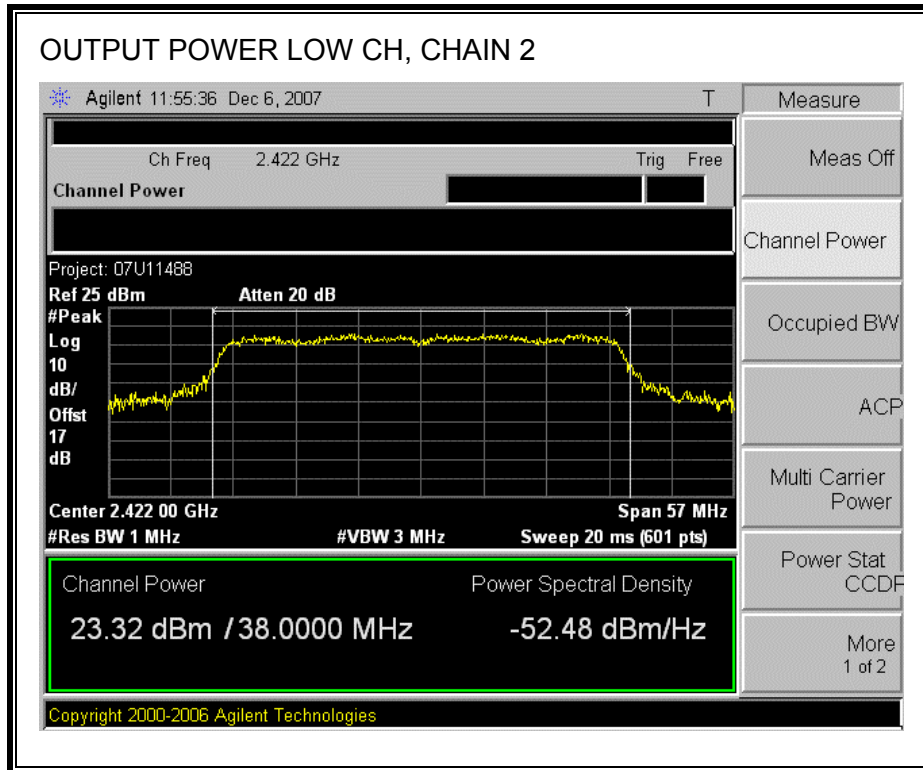 OUTPUT POWER LOW CH, CHAIN 2
Agilent 11:55:36 Dec 6, 2007 T
Measure
Ch Freq 2.422 GHz Trig Free
Channel Power
Project: 07U11488
Ref 25 dBm Atten 20 dB
#Peak
Log
10
dB/
Offst
17
dB
Center 2.422 00 GHz Span 57 MHz
#Res BW 1 MHz #VBW 3 MHz Sweep 20 ms (601 pts)
Channel Power Power Spectral Density
23.32 dBm / 38.0000 MHz -52.48 dBm/Hz
Copyright 2000-2006 Agilent Technologies
Meas Off
Channel Power
Occupied BW
ACP
Multi Carrier
Power
Power Stat
CCDF
More
1 of 2